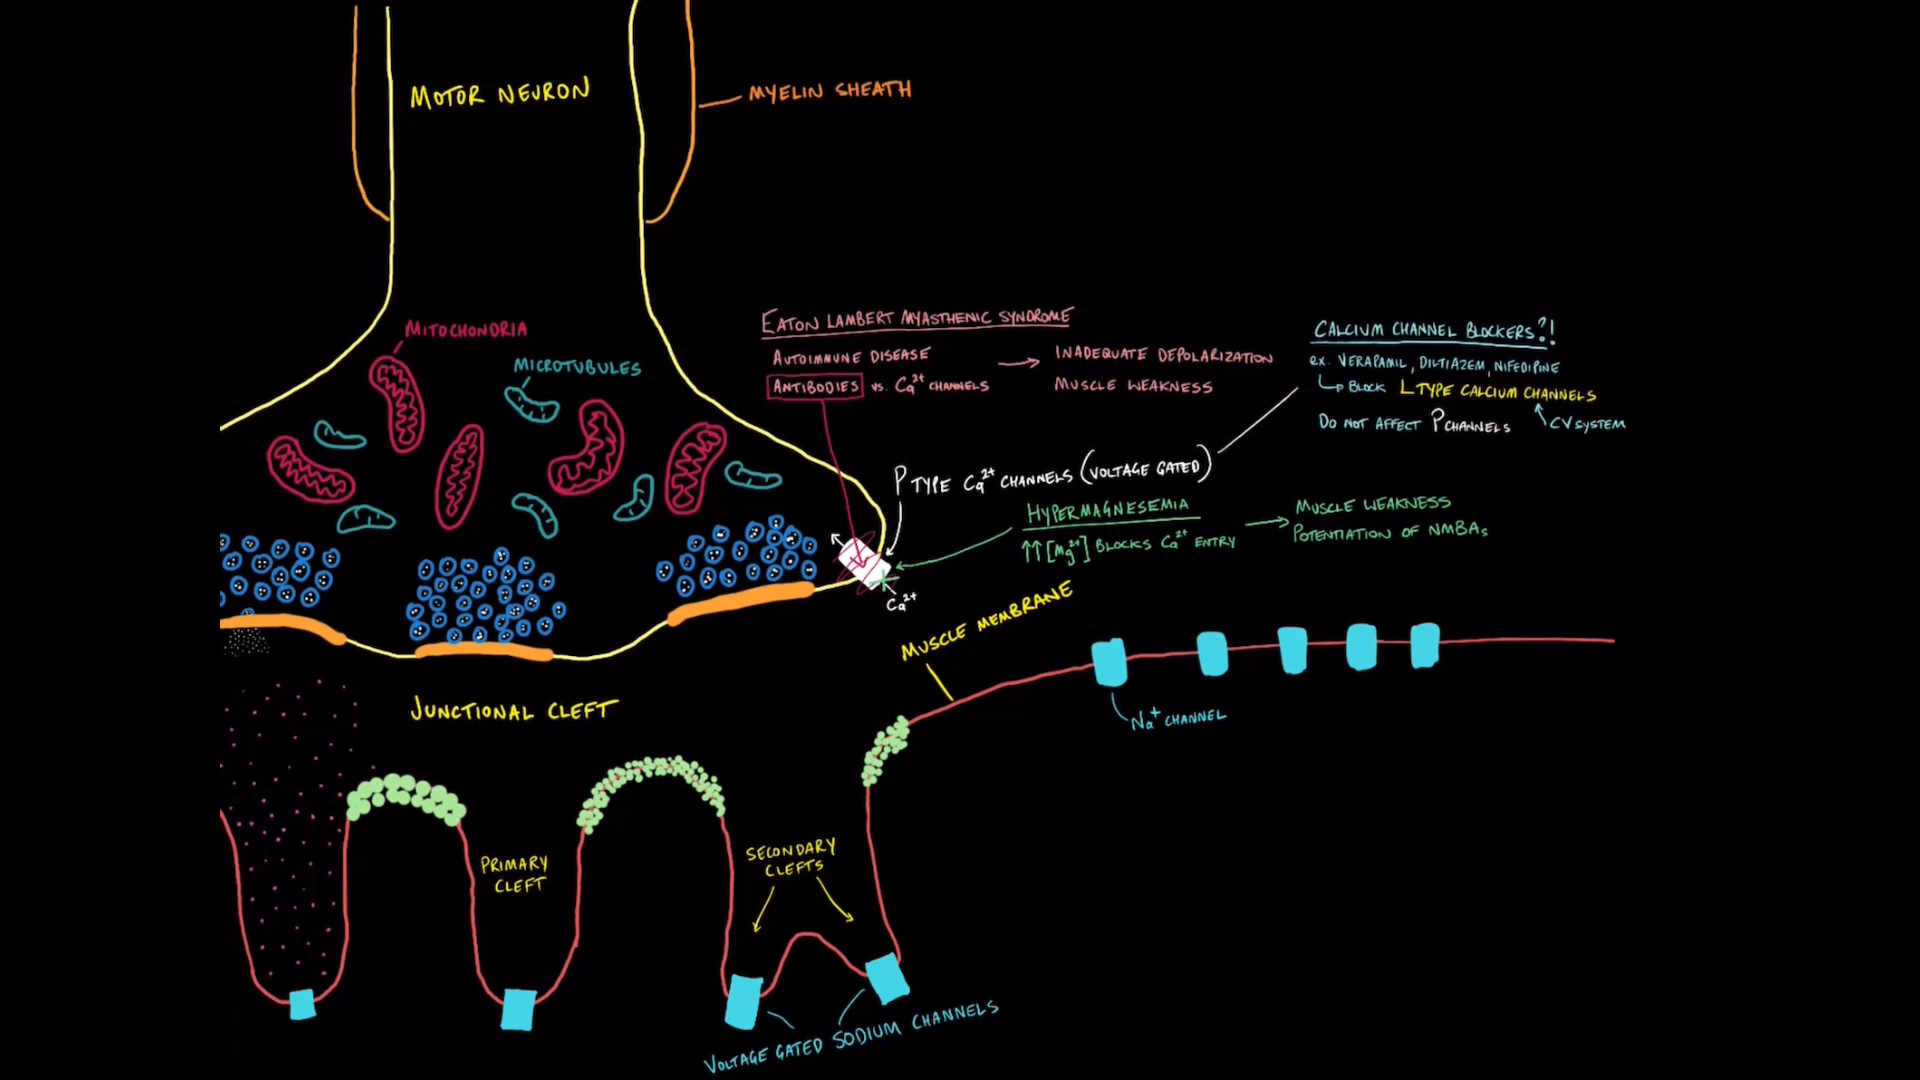 MOTOR NEURON
MYELIN SHEATH
MITOCHONDRIA
MICROTUBULES
EATON LAMBERT MYASTHENIC SYNDROME
AUTOIMMUNE DISEASE
ANTIBODIES vs. Ca2+ CHANNELS
INADEQUATE DEPOLARIZATION
MUSCLE WEAKNESS
CALCIUM CHANNEL BLOCKERS?!
ex. VERAPAMIL, DILTIAZEM, NIFEDIPINE
BLOCK L TYPE CALCIUM CHANNELS
DO NOT AFFECT P CHANNELS
CV SYSTEM
P TYPE Ca2+ CHANNELS (VOLTAGE GATED)
HYPERMAGNESEMIA
↑↑[Mg2+] BLOCKS Ca2+ ENTRY
MUSCLE WEAKNESS
POTENTIATION OF NMBAs
Ca2+
MUSCLE MEMBRANE
Na+ CHANNEL
JUNCTIONAL CLEFT
PRIMARY
CLEFT
SECONDARY
CLEFTS
VOLTAGE GATED SODIUM CHANNELS